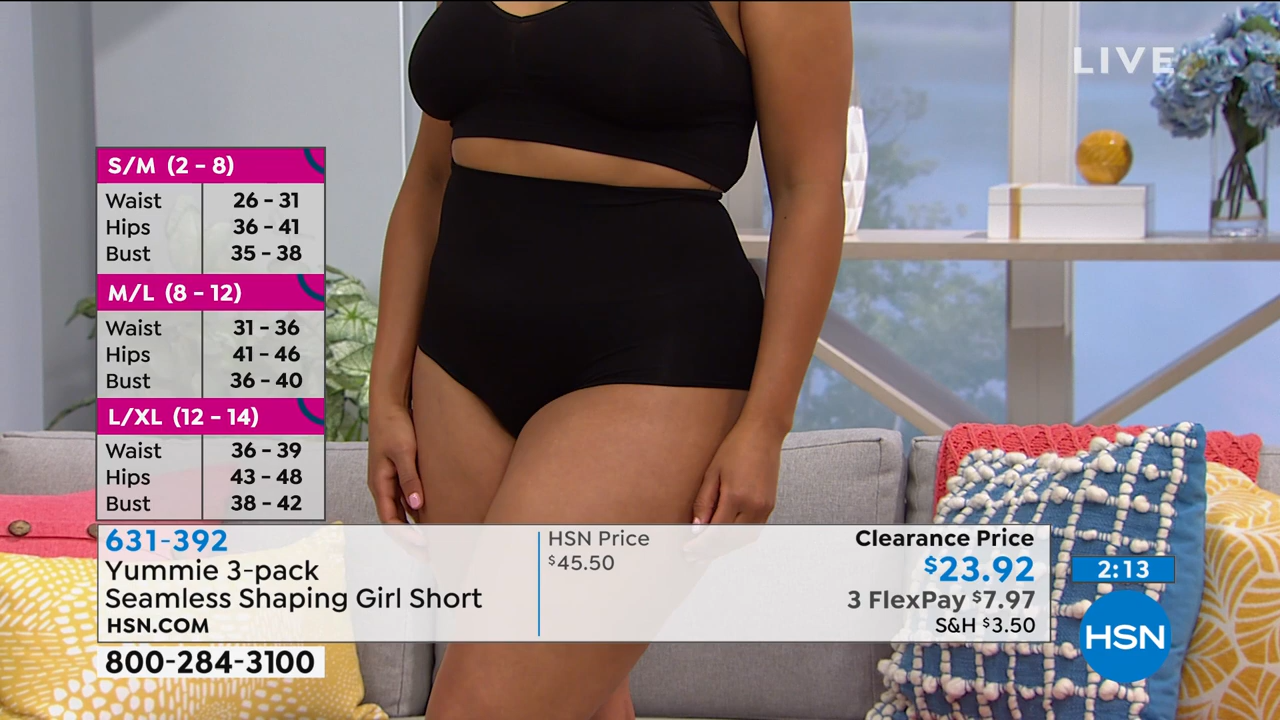 LIVE
S/M (2 - 8)
Waist 26 - 31
Hips 36 - 41
Bust 35 - 38
M/L (8 - 12)
Waist 31 - 36
Hips 41 - 46
Bust 36 - 40
L/XL (12 - 14)
Waist 36 - 39
Hips 43 - 48
Bust 38 - 42
631-392
Yummie 3-pack
Seamless Shaping Girl Short
HSN.COM
HSN Price
$45.50
Clearance Price
$23.92
3 FlexPay $7.97
S&H $3.50
2:13
HSN
800-284-3100